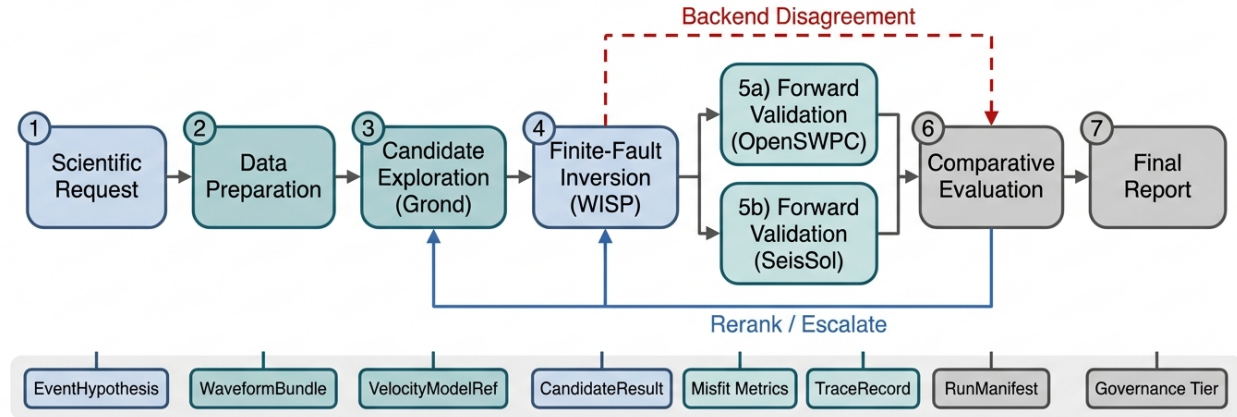 Backend Disagreement
1
Scientific
Request
2
Data
Preparation
3
Candidate
Exploration
(Grond)
4
Finite-Fault
Inversion
(WISP)
5a) Forward
Validation
(OpenSWPC)
5b) Forward
Validation
(SeisSol)
6
Comparative
Evaluation
7
Final
Report
Rerank / Escalate
EventHypothesis
WaveformBundle
VelocityModelRef
CandidateResult
Misfit Metrics
TraceRecord
RunManifest
Governance Tier